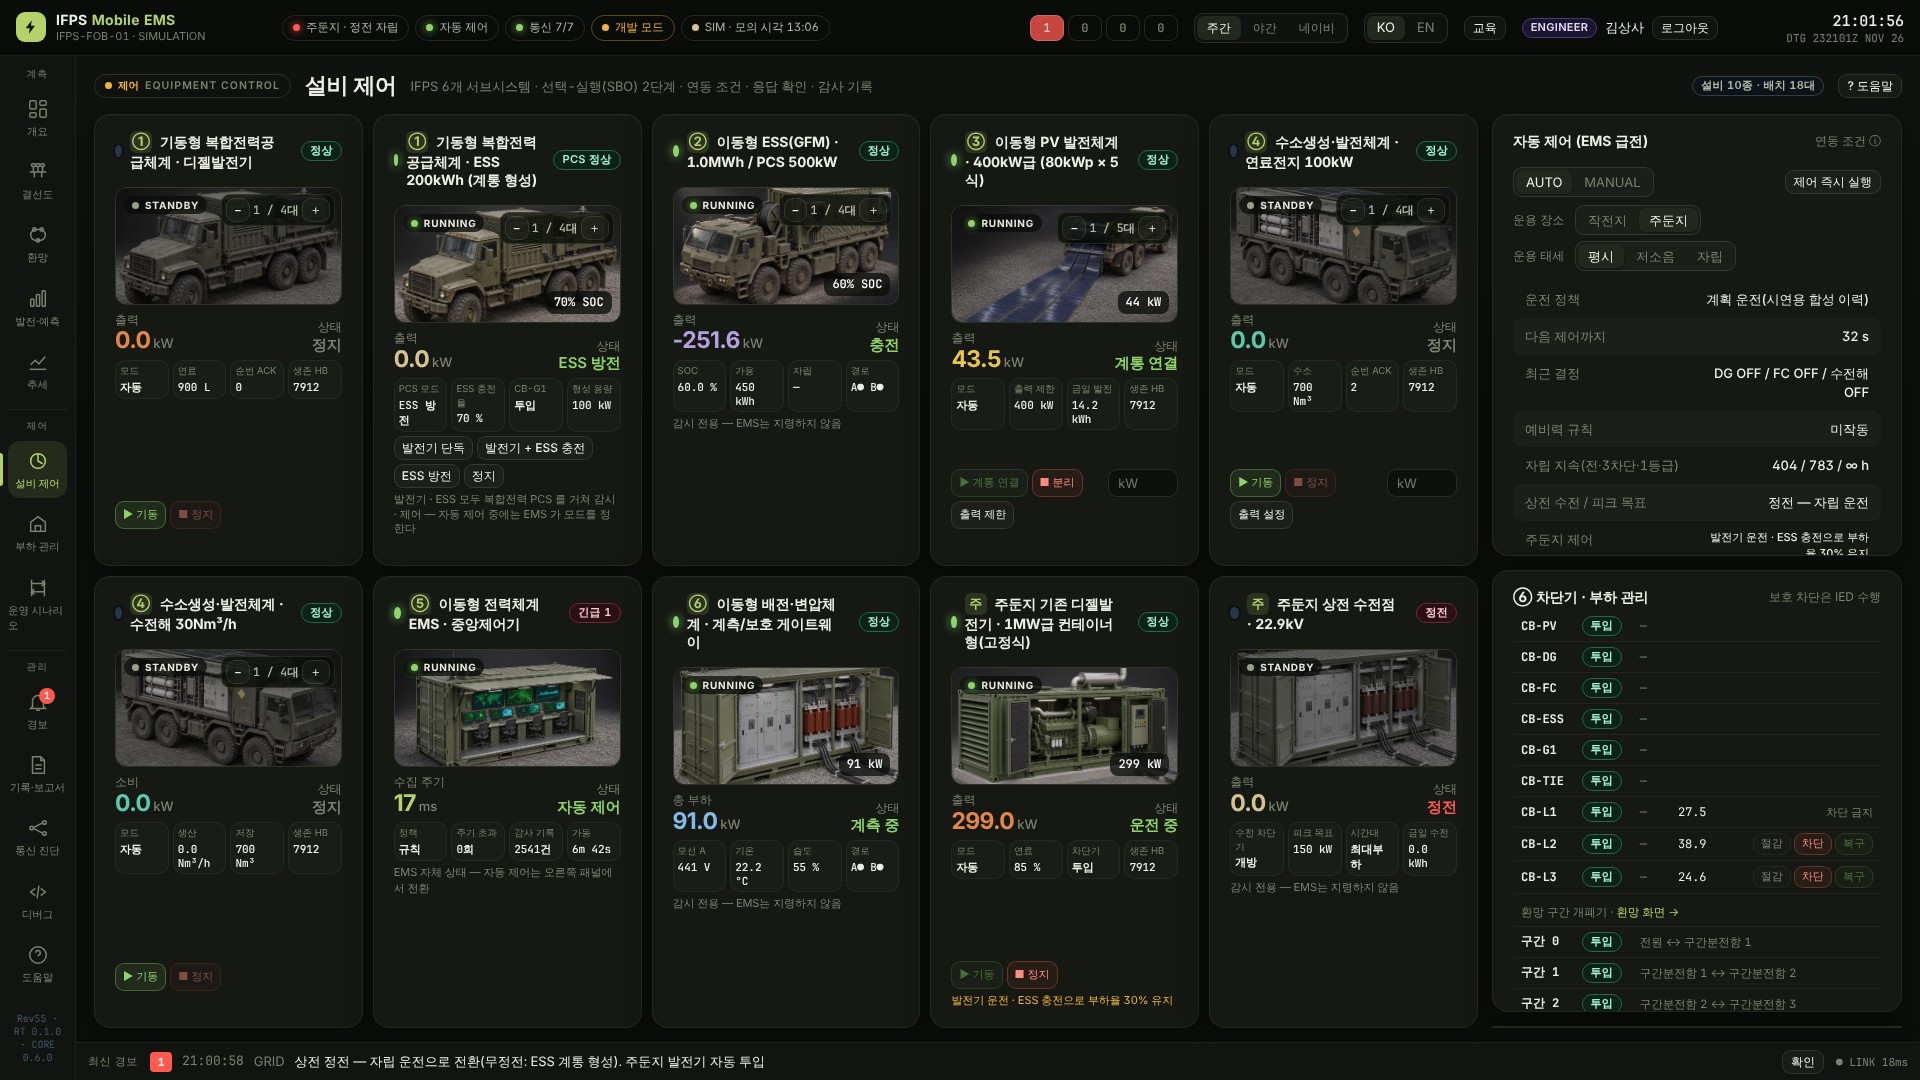 IFPS Mobile EMS
IFPS-FOB-01 · SIMULATION
주둔지 · 정전 자립
자동 제어
통신 7/7
개발 모드
SIM · 모의 시각 13:06
1
0
0
0
주간
야간
네이비
KO
EN
교육
ENGINEER
김상사
로그아웃
21:01:56
DTG 232101Z NOV 26
계측
개요
결선도
환망
발전·예측
추세
제어
설비 제어
부하 관리
운영 시나리
오
관리
1
경보
기록·보고서
통신 진단
디버그
도움말
RevSS ·
RT 0.1.0
· CORE
0.6.0
제어 EQUIPMENT CONTROL
설비 제어
IFPS 6개 서브시스템 · 선택-실행(SBO) 2단계 · 연동 조건 · 응답 확인 · 감사 기록
설비 10종 · 배치 18대
? 도움말
① 기동형 복합전력공
급체계 · 디젤발전기
정상
STANDBY
− 1 / 4대 +
출력
0.0 kW
상태
정지
모드
자동
연료
900 L
순번 ACK
0
생존 HB
7912
▶ 기동
■ 정지
① 기동형 복합전력
공급체계 · ESS
200kWh (계통 형성)
PCS 정상
RUNNING
− 1 / 4대 +
70% SOC
출력
0.0 kW
상태
ESS 방전
PCS 모드
ESS 방
전
ESS 충전
율
70 %
CB-G1
투입
형성 용량
100 kW
발전기 단독
발전기 + ESS 충전
ESS 방전
정지
발전기 · ESS 모두 복합전력 PCS 를 거쳐 감시
· 제어 — 자동 제어 중에는 EMS 가 모드를 정
한다
② 이동형 ESS(GFM) ·
1.0MWh / PCS 500kW
정상
RUNNING
− 1 / 4대 +
60% SOC
출력
-251.6 kW
상태
충전
SOC
60.0 %
가용
450
kWh
자립
—
경로
A● B●
감시 전용 — EMS는 지령하지 않음
③ 이동형 PV 발전체계
· 400kW급 (80kWp × 5
식)
정상
RUNNING
− 1 / 5대 +
44 kW
출력
43.5 kW
상태
계통 연결
모드
자동
출력 제한
400 kW
금일 발전
14.2
kWh
생존 HB
7912
▶ 계통 연결
■ 분리
kW
출력 제한
④ 수소생성·발전체계 ·
연료전지 100kW
정상
STANDBY
− 1 / 4대 +
출력
0.0 kW
상태
정지
모드
자동
수소
700
Nm³
순번 ACK
2
생존 HB
7912
▶ 기동
■ 정지
kW
출력 설정
④ 수소생성·발전체계 ·
수전해 30Nm³/h
정상
STANDBY
− 1 / 4대 +
소비
0.0 kW
상태
정지
모드
자동
생산
0.0
Nm³/h
저장
700
Nm³
생존 HB
7912
▶ 기동
■ 정지
⑤ 이동형 전력체계
EMS · 중앙제어기
긴급 1
RUNNING
수집 주기
17 ms
상태
자동 제어
정책
규칙
주기 초과
0회
감사 기록
2541건
가동
6m 42s
EMS 자체 상태 — 자동 제어는 오른쪽 패널에
서 전환
⑥ 이동형 배전·변압체
계 · 계측/보호 게이트웨
이
정상
RUNNING
91 kW
총 부하
91.0 kW
상태
계측 중
모선 A
441 V
기온
22.2
°C
습도
55 %
경로
A● B●
감시 전용 — EMS는 지령하지 않음
주 주둔지 기존 디젤발
전기 · 1MW급 컨테이너
형(고정식)
정상
RUNNING
299 kW
출력
299.0 kW
상태
운전 중
모드
자동
연료
85 %
차단기
투입
생존 HB
7912
▶ 기동
■ 정지
발전기 운전 · ESS 충전으로 부하율 30% 유지
주 주둔지 상전 수전점
· 22.9kV
정전
STANDBY
출력
0.0 kW
상태
정전
수전 차단
기
개방
피크 목표
150 kW
시간대
최대부
하
금일 수전
0.0
kWh
감시 전용 — EMS는 지령하지 않음
자동 제어 (EMS 급전)
연동 조건 ⓘ
AUTO
MANUAL
제어 즉시 실행
운용 장소
작전지
주둔지
운용 태세
평시
저소음
자립
운전 정책
계획 운전(시연용 합성 이력)
다음 제어까지
32 s
최근 결정
DG OFF / FC OFF / 수전해
OFF
예비력 규칙
미작동
자립 지속(전·3차단·1등급)
404 / 783 / ∞ h
상전 수전 / 피크 목표
정전 — 자립 운전
주둔지 제어
발전기 운전 · ESS 충전으로 부하
율 30% 유지
⑥ 차단기 · 부하 관리
보호 차단은 IED 수행
CB-PV 투입 —
CB-DG 투입 —
CB-FC 투입 —
CB-ESS 투입 —
CB-G1 투입 —
CB-TIE 투입 —
CB-L1 투입 — 27.5 차단 금지
CB-L2 투입 — 38.9 절감 차단 복구
CB-L3 투입 — 24.6 절감 차단 복구
환망 구간 개폐기 · 환망 화면 →
구간 0 투입 전원 ↔ 구간분전함 1
구간 1 투입 구간분전함 1 ↔ 구간분전함 2
구간 2 투입 구간분전함 2 ↔ 구간분전함 3
최신 경보
1
21:00:58
GRID
상전 정전 — 자립 운전으로 전환(무정전: ESS 계통 형성). 주둔지 발전기 자동 투입
확인
LINK 18ms